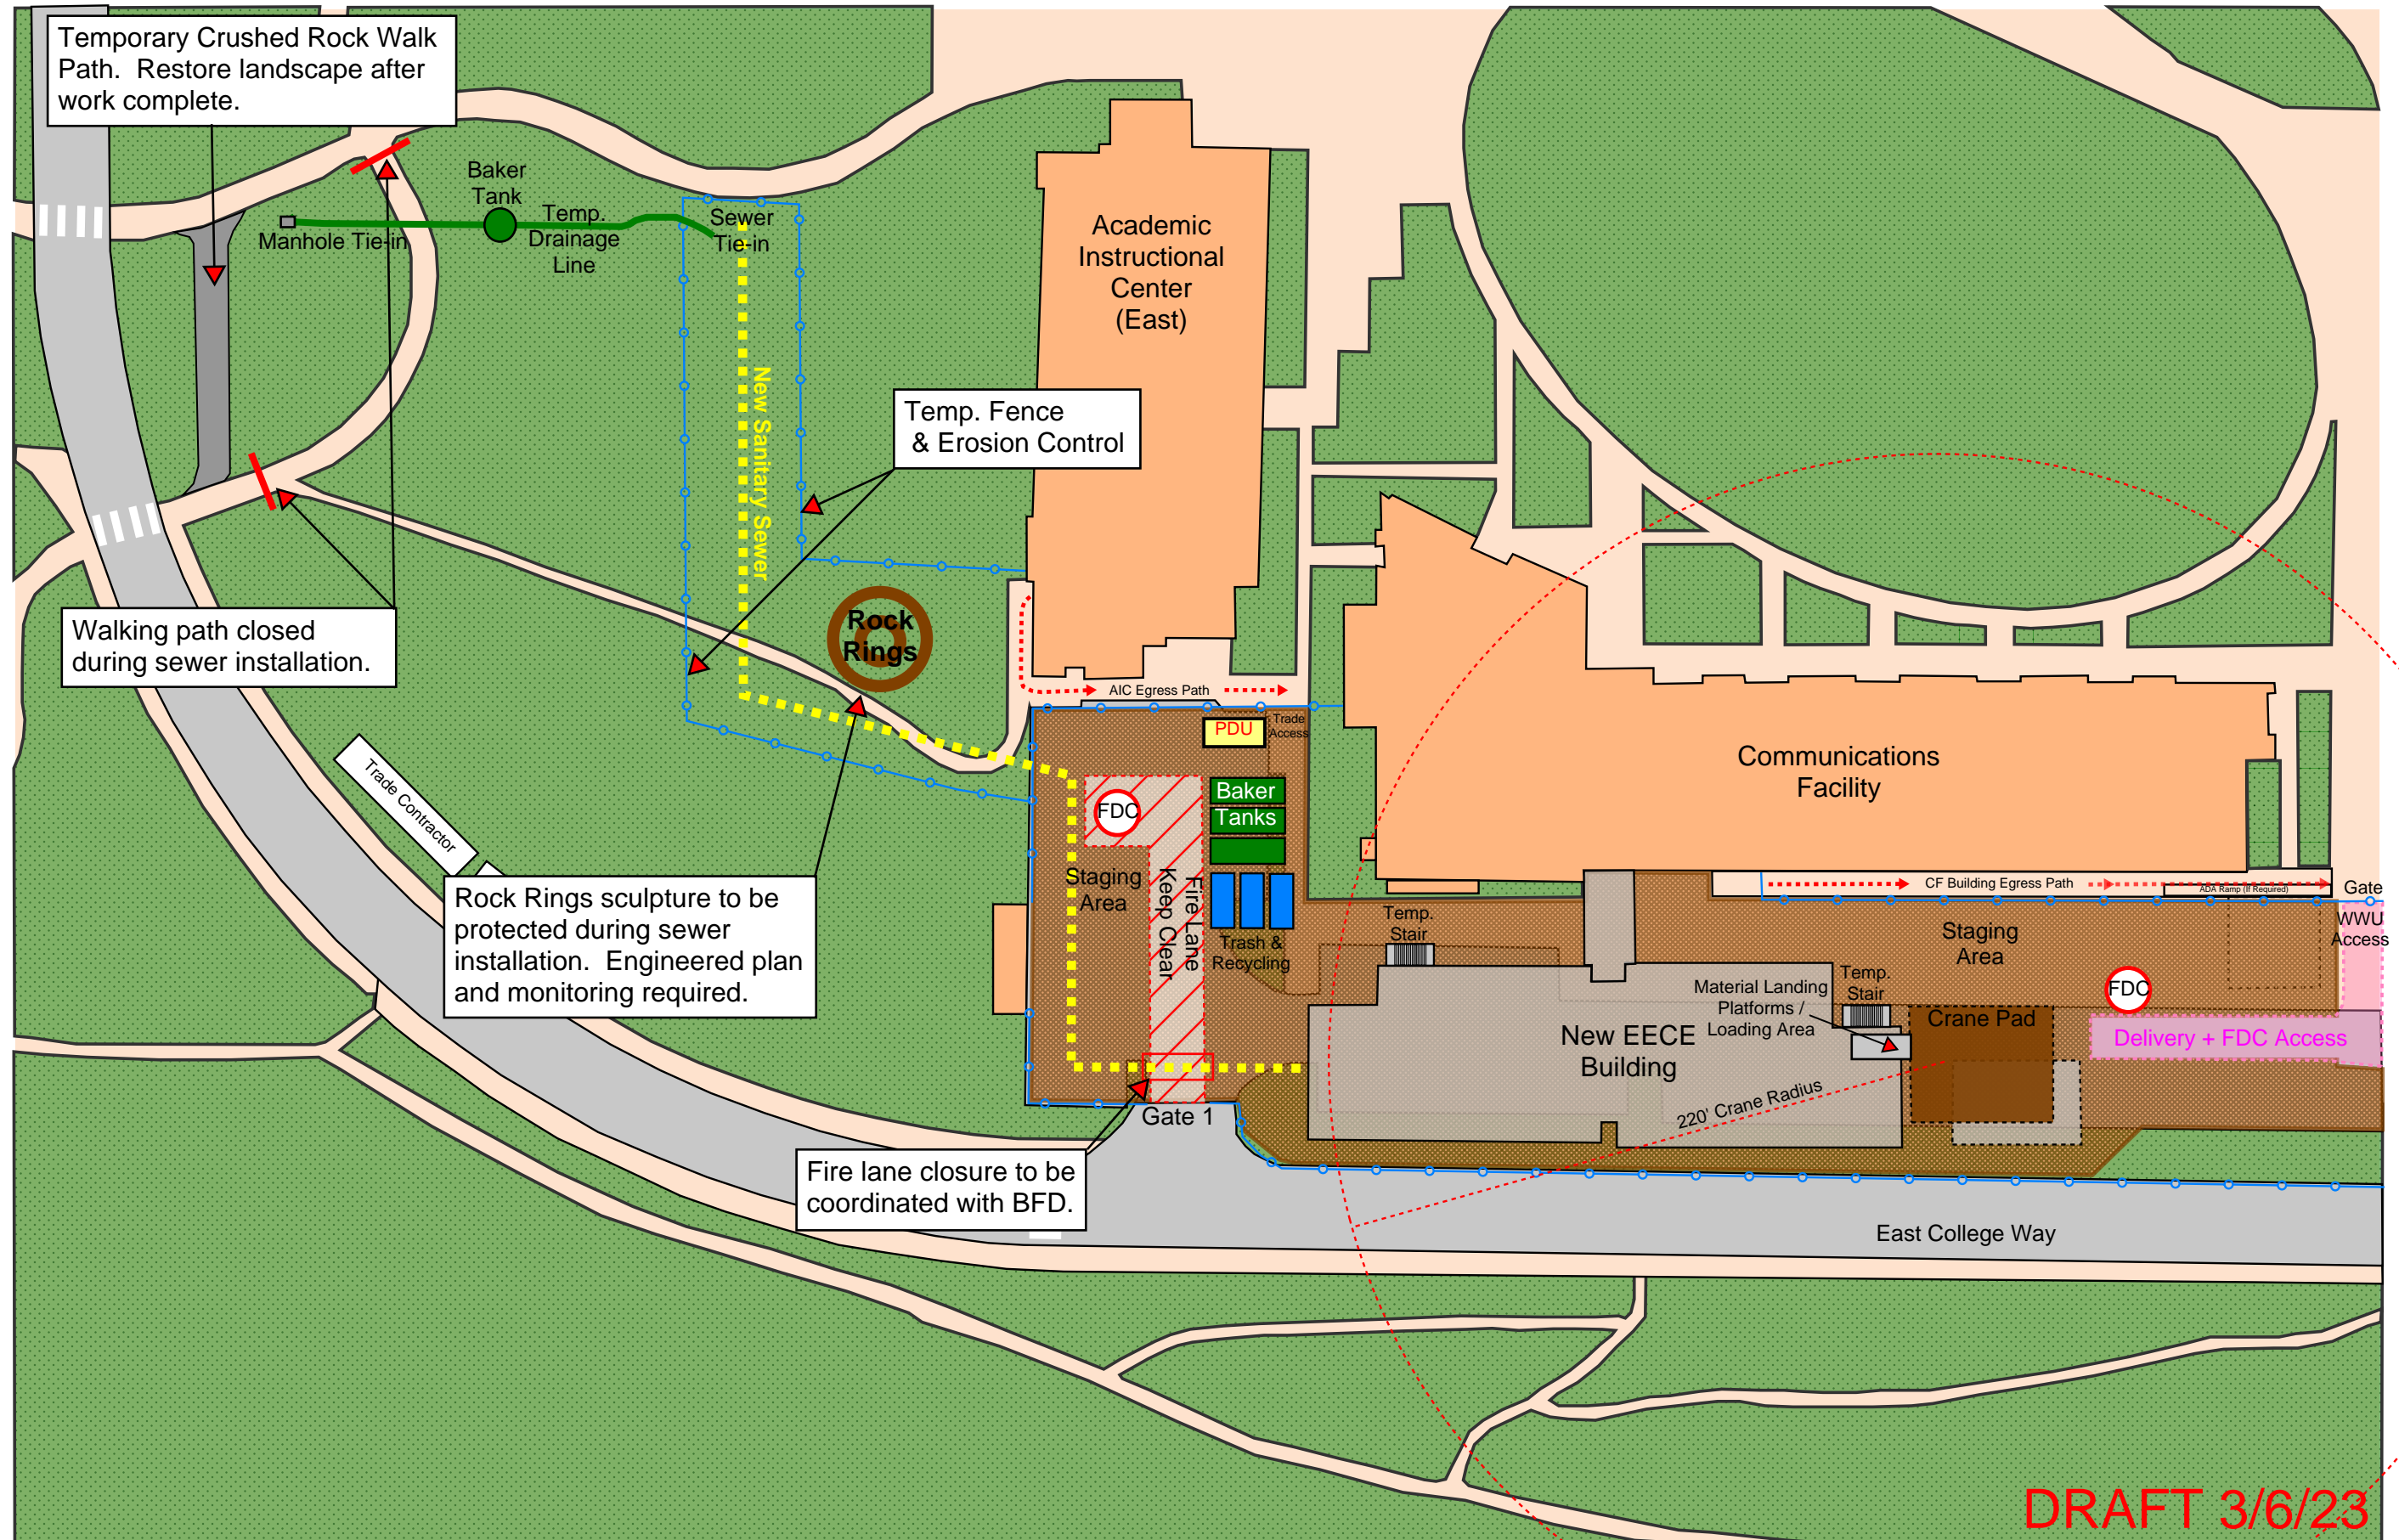 Temporary Crushed Rock Walk
Path.  Restore landscape after
work complete.
Baker
Tank
Temp.
Drainage
Line
Manhole Tie-in
Sewer
Tie-in
Academic
Instructional
Center
(East)
New Sanitary Sewer
Temp. Fence
& Erosion Control
Walking path closed
during sewer installation.
Rock
Rings
AIC Egress Path
PDU
Trade
Access
Trade Contractor
FDC
Baker
Tanks
Communications
Facility
Staging
Area
Fire Lane
Keep Clear
Rock Rings sculpture to be
protected during sewer
installation.  Engineered plan
and monitoring required.
Trash &
Recycling
Temp.
Stair
CF Building Egress Path
ADA Ramp (If Required)
Gate
WWU
Access
Staging
Area
Temp.
Stair
Material Landing
Platforms /
Loading Area
FDC
Crane Pad
Delivery + FDC Access
New EECE
Building
220' Crane Radius
Gate 1
Fire lane closure to be
coordinated with BFD.
East College Way
DRAFT 3/6/23